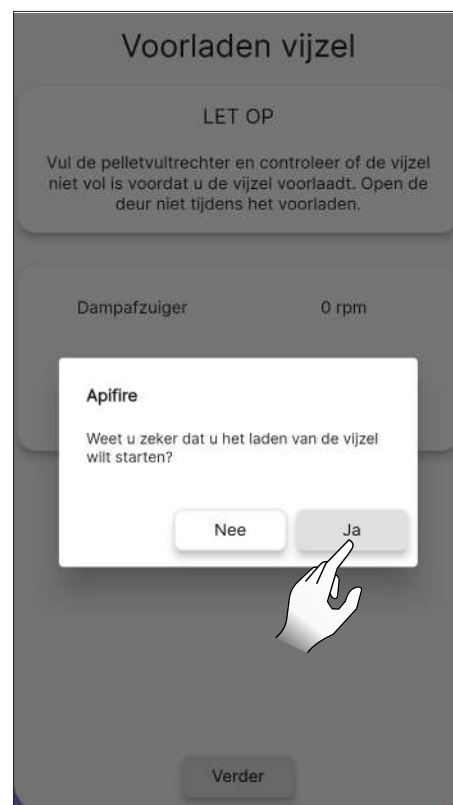 Voorladen vijzel
LET OP
Vul de pelletvultrechter en controleer of de vijzel
niet vol is voordat u de vijzel voorlaadt. Open de
deur niet tijdens het voorladen.
Dampafzuiger 0 rpm
Apifire
Weet u zeker dat u het laden van de vijzel
wilt starten?
Nee Ja
Verder